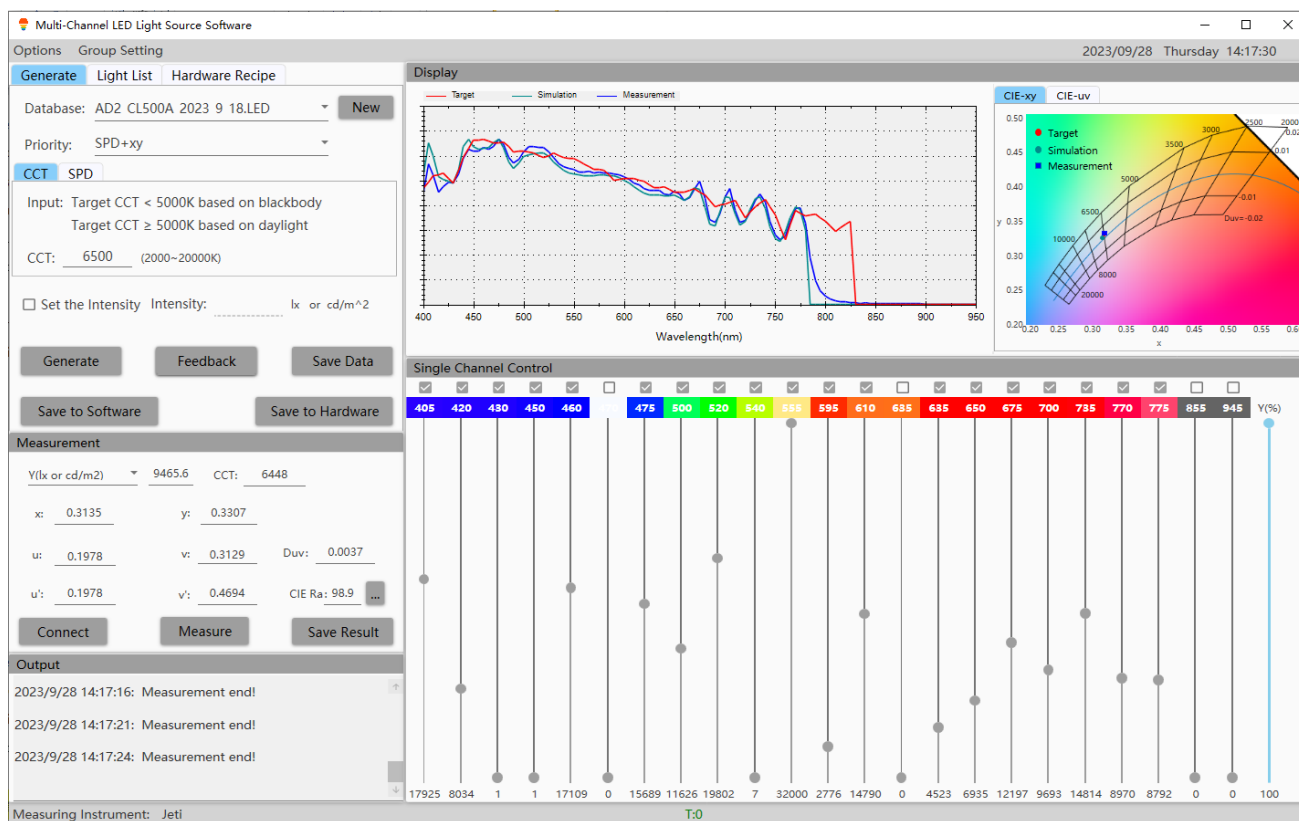 Multi-Channel LED Light Source Software
Options Group Setting 2023/09/28 Thursday 14:17:30
Generate Light List Hardware Recipe
Database: AD2 CL500A 2023 9 18.LED New
Priority: SPD+xy
CCT SPD
Input: Target CCT < 5000K based on blackbody
Target CCT ≥ 5000K based on daylight
CCT: 6500 (2000~20000K)
Set the Intensity Intensity: lx or cd/m^2
Generate Feedback Save Data
Save to Software Save to Hardware
Measurement
Y(lx or cd/m2) 9465.6 CCT: 6448
x: 0.3135 y: 0.3307
u: 0.1978 v: 0.3129 Duv: 0.0037
u': 0.1978 v': 0.4694 CIE Ra: 98.9 ...
Connect Measure Save Result
Output
2023/9/28 14:17:16: Measurement end!
2023/9/28 14:17:21: Measurement end!
2023/9/28 14:17:24: Measurement end!
Display
Target Simulation Measurement
400 450 500 550 600 650 700 750 800 850 900 950
Wavelength(nm)
CIE-xy CIE-uv
Target
Simulation
Measurement
0.50
0.45
0.40
0.35
0.30
0.25
0.20
y
2500 2000
3000 0.02
3500 0.01
5000
-0.01
6500 Duv=-0.02
10000
8000
20000
0.20 0.25 0.30 0.35 0.40 0.45 0.50 0.55 0.6
x
Single Channel Control
405 420 430 450 460 475 500 520 540 555 595 610 635 635 650 675 700 735 770 775 855 945 Y(%)
17925 8034 1 1 17109 0 15689 11626 19802 7 32000 2776 14790 0 4523 6935 12197 9693 14814 8970 8792 0 0 100
Measuring Instrument: Jeti T:0